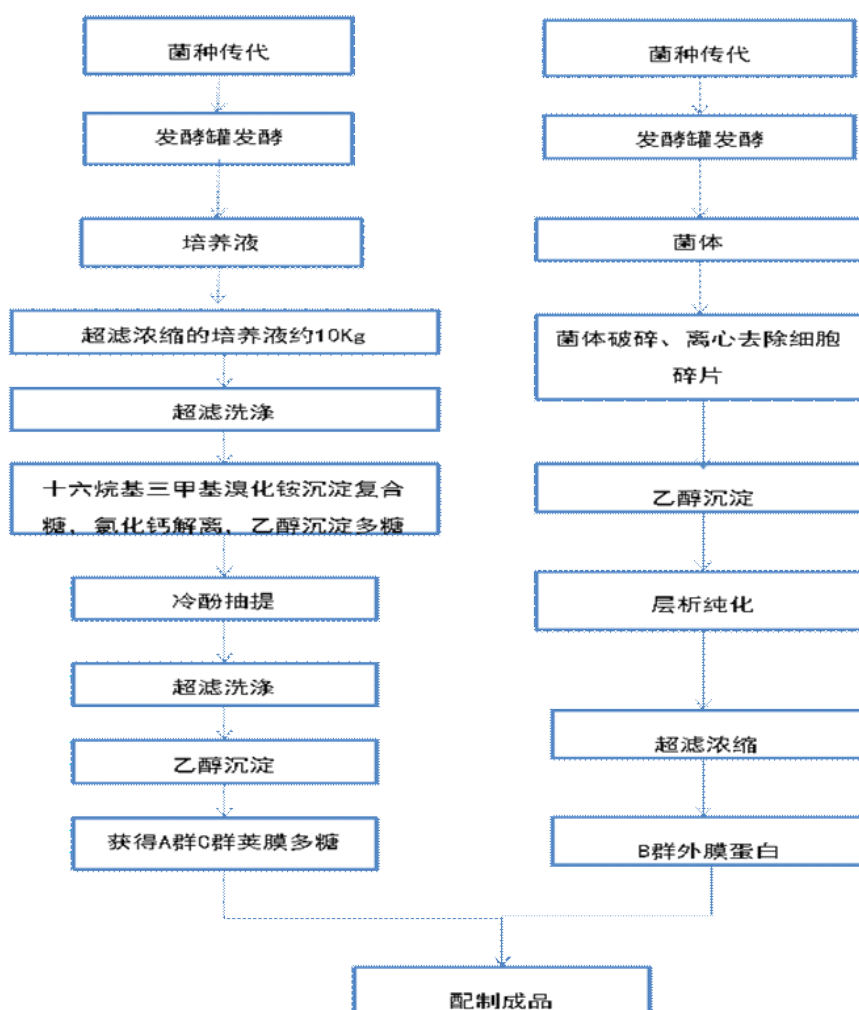 菌种传代
发酵罐发酵
培养液
超滤浓缩的培养液约10Kg
超滤洗涤
十六烷基三甲基溴化铵沉淀复合
糖、氯化钙解离、乙醇沉淀多糖
冷酚抽提
超滤洗涤
乙醇沉淀
获得A群C群荚膜多糖
菌种传代
发酵罐发酵
菌体
菌体破碎、离心去除细胞
碎片
乙醇沉淀
层析纯化
超滤浓缩
B群外膜蛋白
配制成品